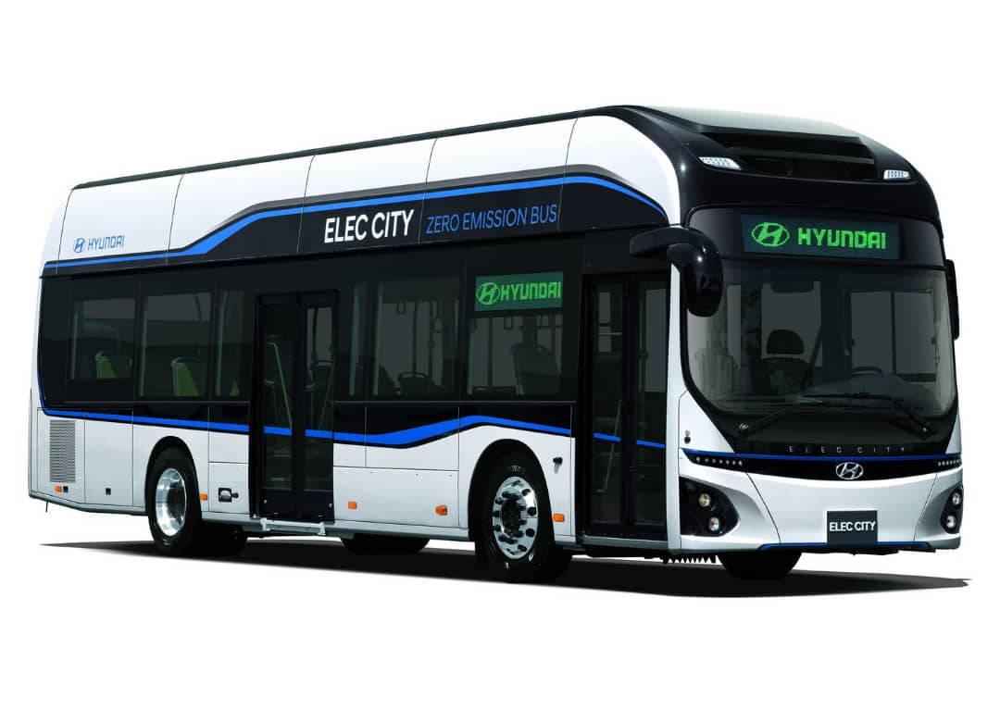 HYUNDAI
ELEC CITY ZERO EMISSION BUS
HYUNDAI
HYUNDAI
ELEC CITY
ELEC CITY